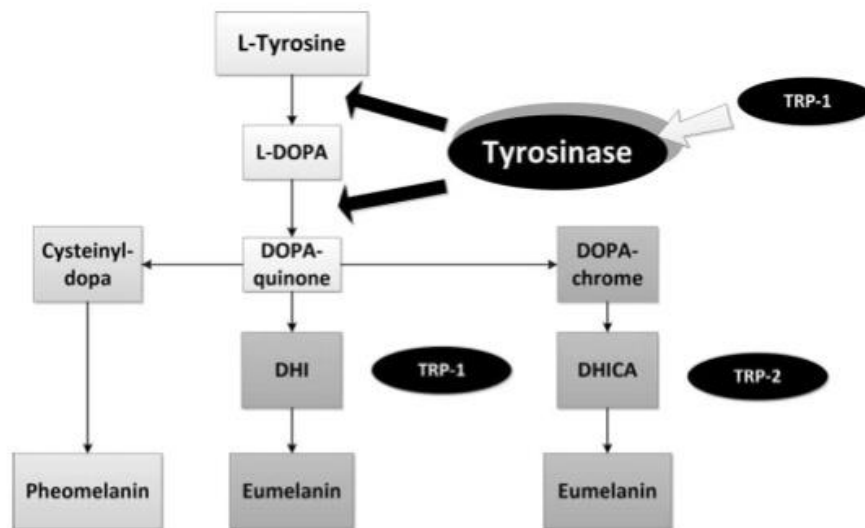 L-Tyrosine
TRP-1
L-DOPA
Tyrosinase
Cysteinyl-
dopa
DOPA-
quinone
DOPA-
chrome
DHI
TRP-1
DHICA
TRP-2
Pheomelanin
Eumelanin
Eumelanin